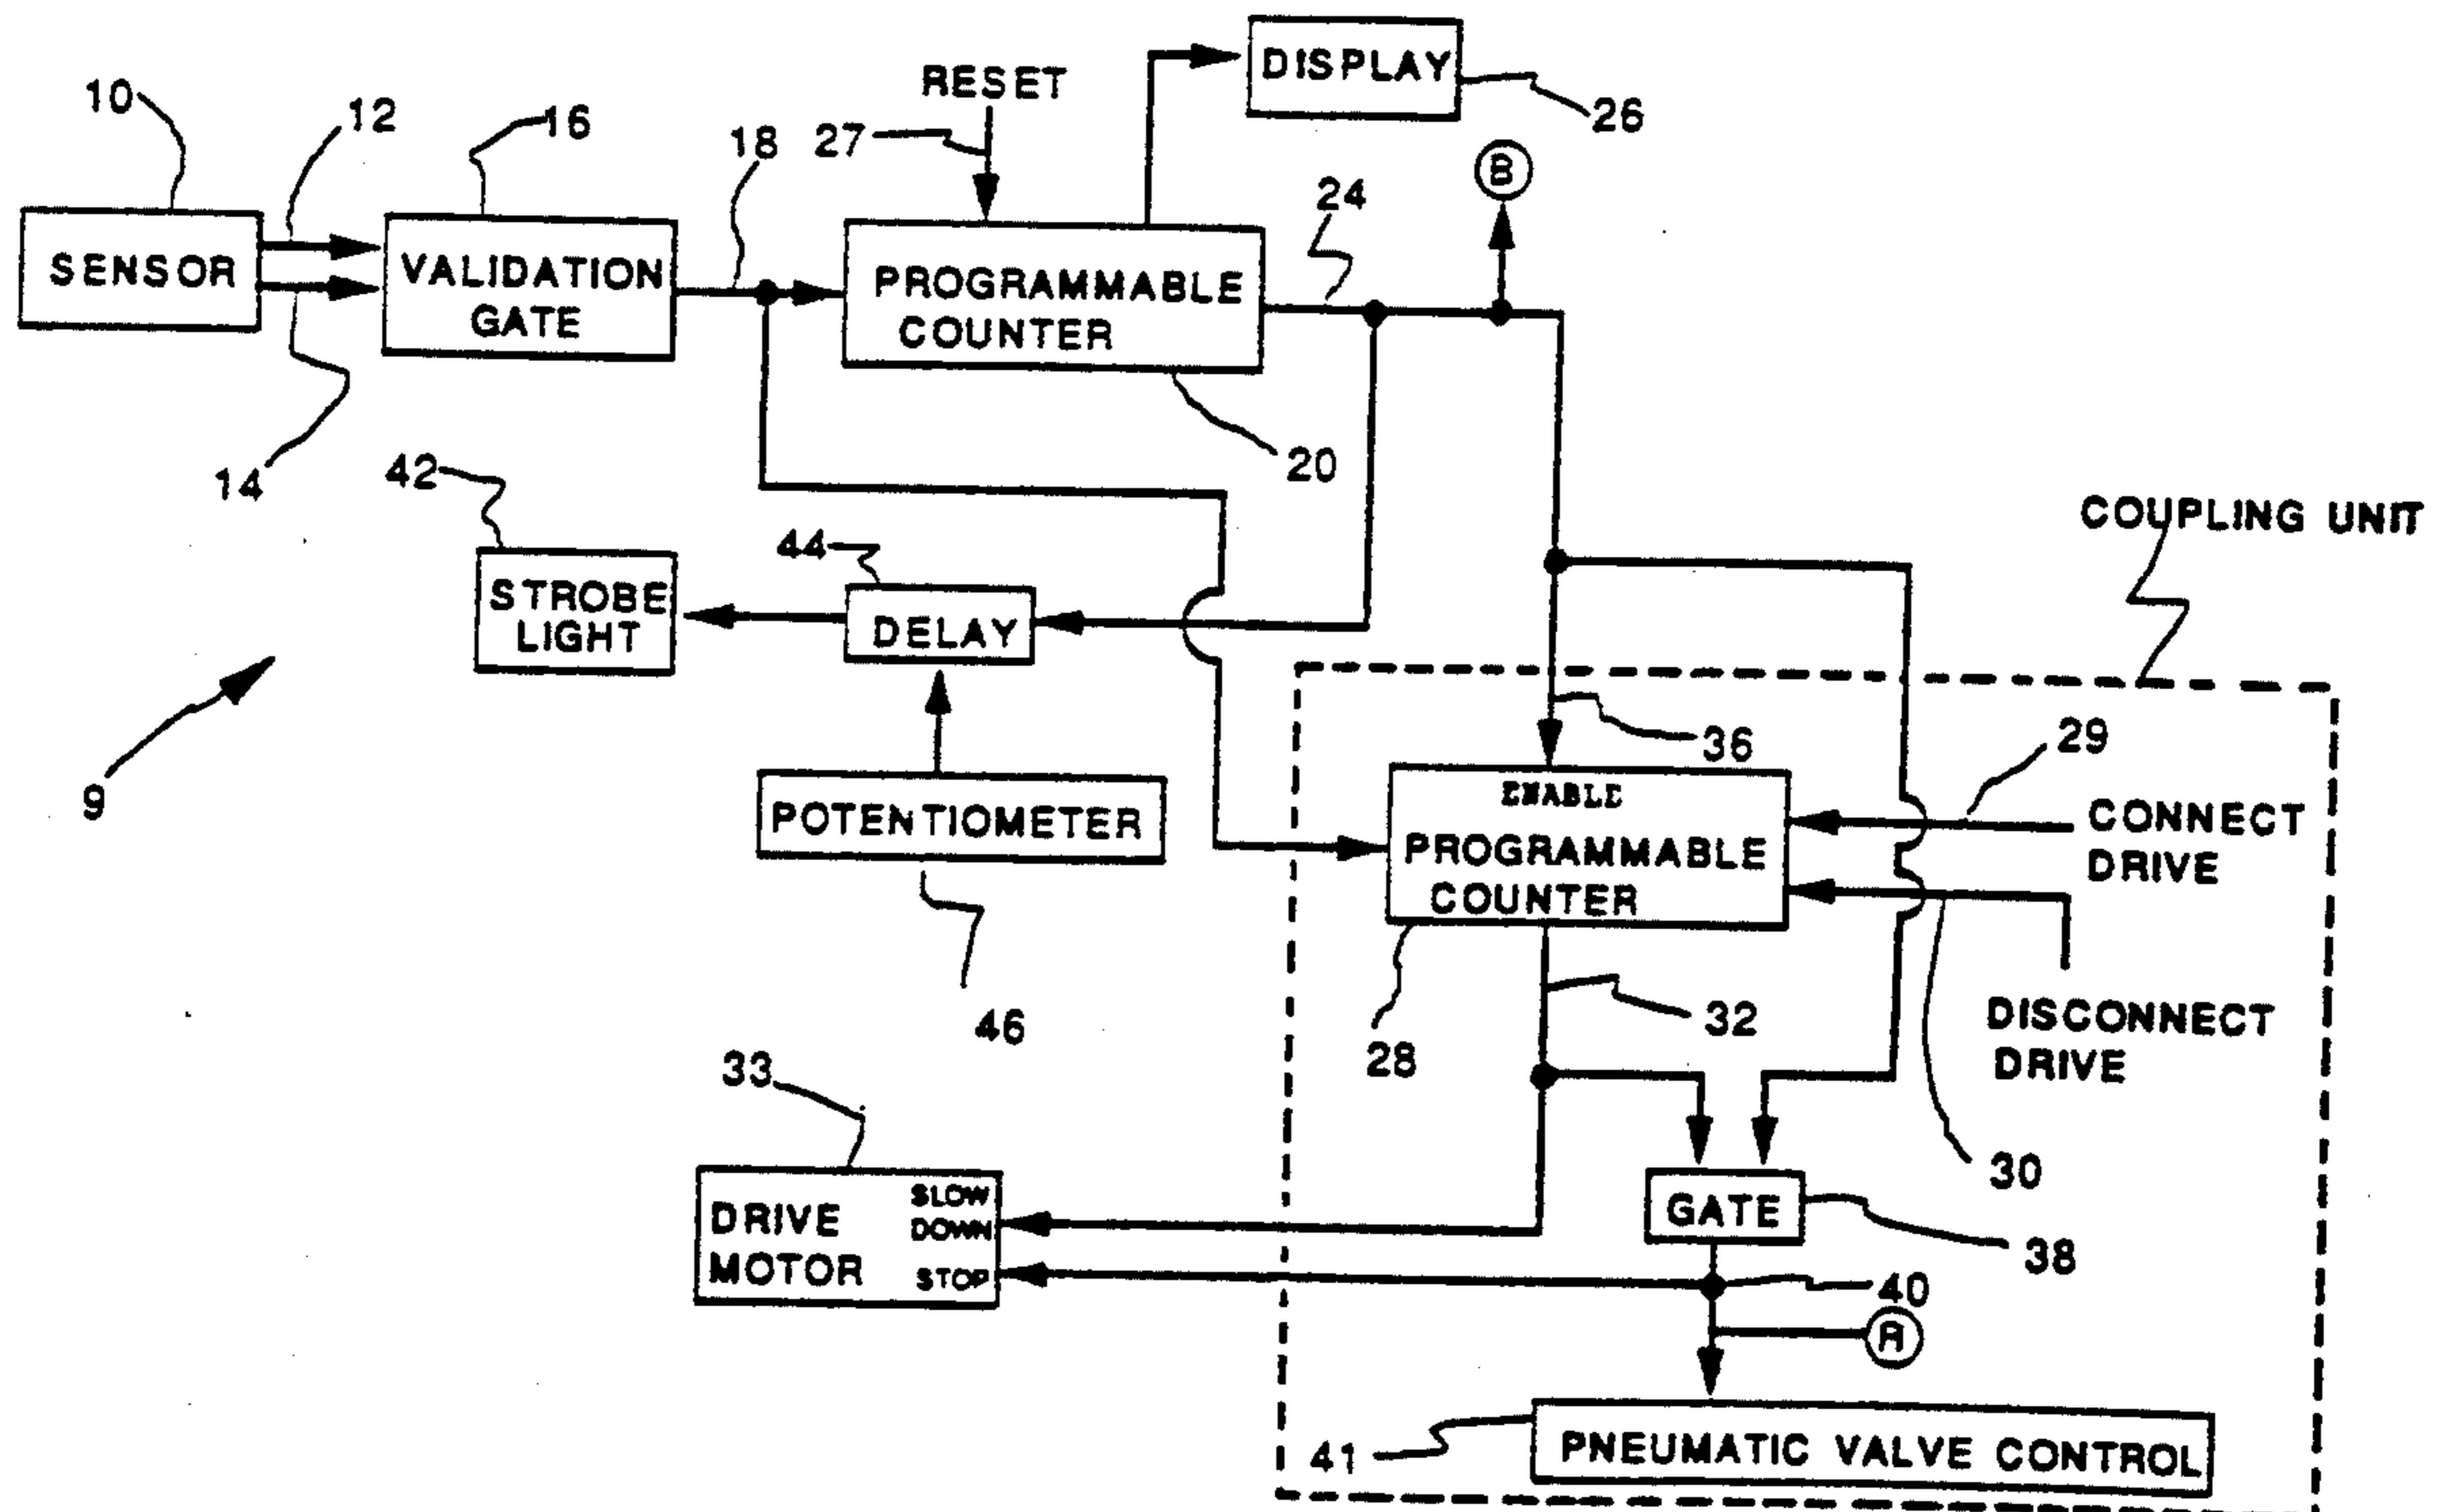 DISPLAY
26
RESET
27
10
12
16
18
24
B
SENSOR
VALIDATION
GATE
PROGRAMMABLE
COUNTER
14
20
42
44
STROBE
LIGHT
DELAY
COUPLING UNIT
9
POTENTIOMETER
46
36
29
ENABLE
PROGRAMMABLE
COUNTER
CONNECT
DRIVE
28
32
DISCONNECT
DRIVE
30
33
DRIVE
MOTOR
SLOW
DOWN
STOP
GATE
38
40
41
PNEUMATIC VALVE CONTROL